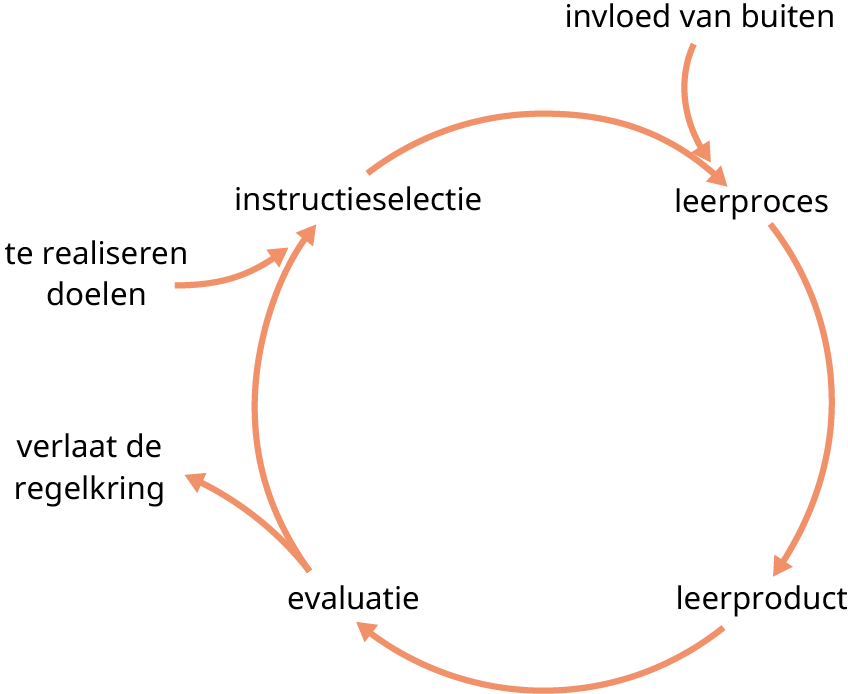 invloed van buiten
instructieselectie
leerproces
te realiseren
doelen
verlaat de
regelkring
evaluatie
leerproduct